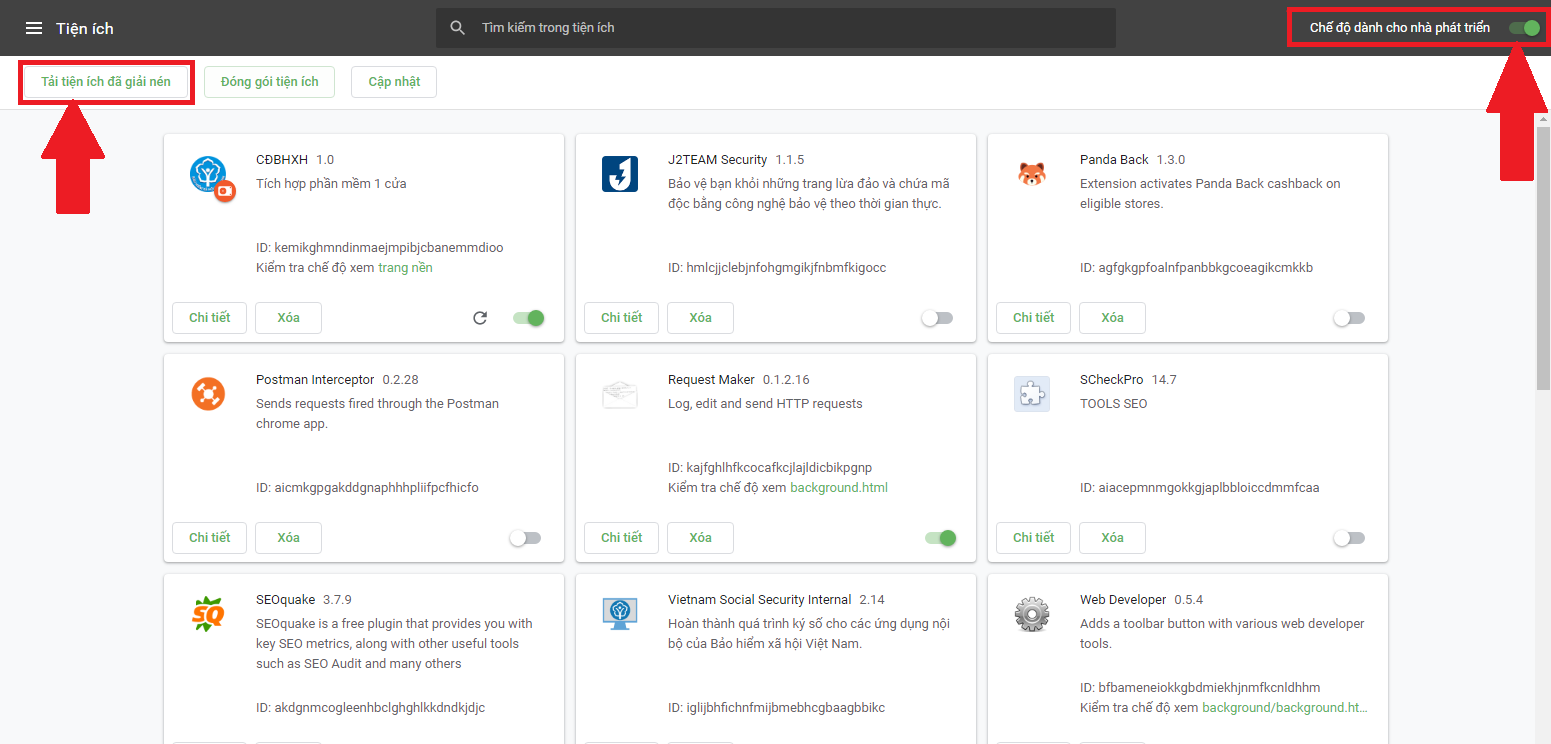 Tiện ích
Tìm kiếm trong tiện ích
Chế độ dành cho nhà phát triển
Tải tiện ích đã giải nén
Đóng gói tiện ích
Cập nhật
CĐBHXH 1.0
Tích hợp phần mềm 1 cửa
ID: kemikghmndinmaejmpibjcbanemmdioo
Kiểm tra chế độ xem trang nền
Chi tiết
Xóa
J2TEAM Security 1.1.5
Bảo vệ bạn khỏi những trang lừa đảo và chứa mã
độc bằng công nghệ bảo vệ theo thời gian thực.
ID: hmlcjjclebjnfohgmgikjfnbmfkigocc
Chi tiết
Xóa
Panda Back 1.3.0
Extension activates Panda Back cashback on
eligible stores.
ID: agfgkgpfoalnfpanbbkgcoeagikcmkkb
Chi tiết
Xóa
Postman Interceptor 0.2.28
Sends requests fired through the Postman
chrome app.
ID: aicmkgpgakddgnaphhhpliifpcfhicfo
Chi tiết
Xóa
Request Maker 0.1.2.16
Log, edit and send HTTP requests
ID: kajfghlhfkcocafkcjlajldicbikpgnp
Kiểm tra chế độ xem background.html
Chi tiết
Xóa
SCheckPro 14.7
TOOLS SEO
ID: aiacepmnmgokkgjaplbbloiccdmmfcaa
Chi tiết
Xóa
SQ
SEOquake 3.7.9
SEOquake is a free plugin that provides you with
key SEO metrics, along with other useful tools
such as SEO Audit and many others
ID: akdgnmcogleenhbclghghlkkdndkjdjc
Vietnam Social Security Internal 2.14
Hoàn thành quá trình ký số cho các ứng dụng nội
bộ của Bảo hiểm xã hội Việt Nam.
ID: iglijbhfichnfmijbmebhcgbaagbbikc
Web Developer 0.5.4
Adds a toolbar button with various web developer
tools.
ID: bfbameneiokkgbdmiekhjnmfkcnldhhm
Kiểm tra chế độ xem background/background.ht...